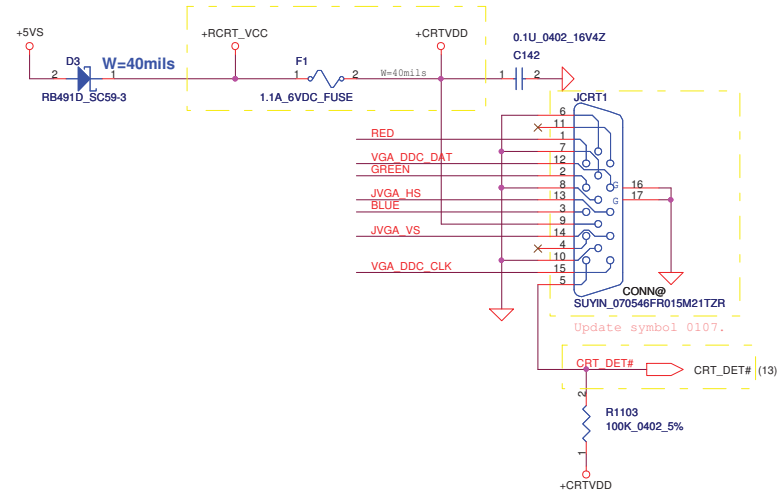 +5VS
+RCRT_VCC
+CRTVDD
0.1U_0402_16V4Z
C142
D3
W=40mils
2
1
RB491D_SC59-3
F1
1
2
W=40mils
1.1A_6VDC_FUSE
1
2
JCRT1
6
11
RED
1
7
VGA_DDC_DAT
12
GREEN
2
8
G
16
JVGA_HS
13
G
17
BLUE
3
9
JVGA_VS
14
4
10
VGA_DDC_CLK
15
5
CONN@
SUYIN_070546FR015M21TZR
Update symbol 0107.
CRT_DET#
CRT_DET# (13)
2
R1103
100K_0402_5%
1
+CRTVDD